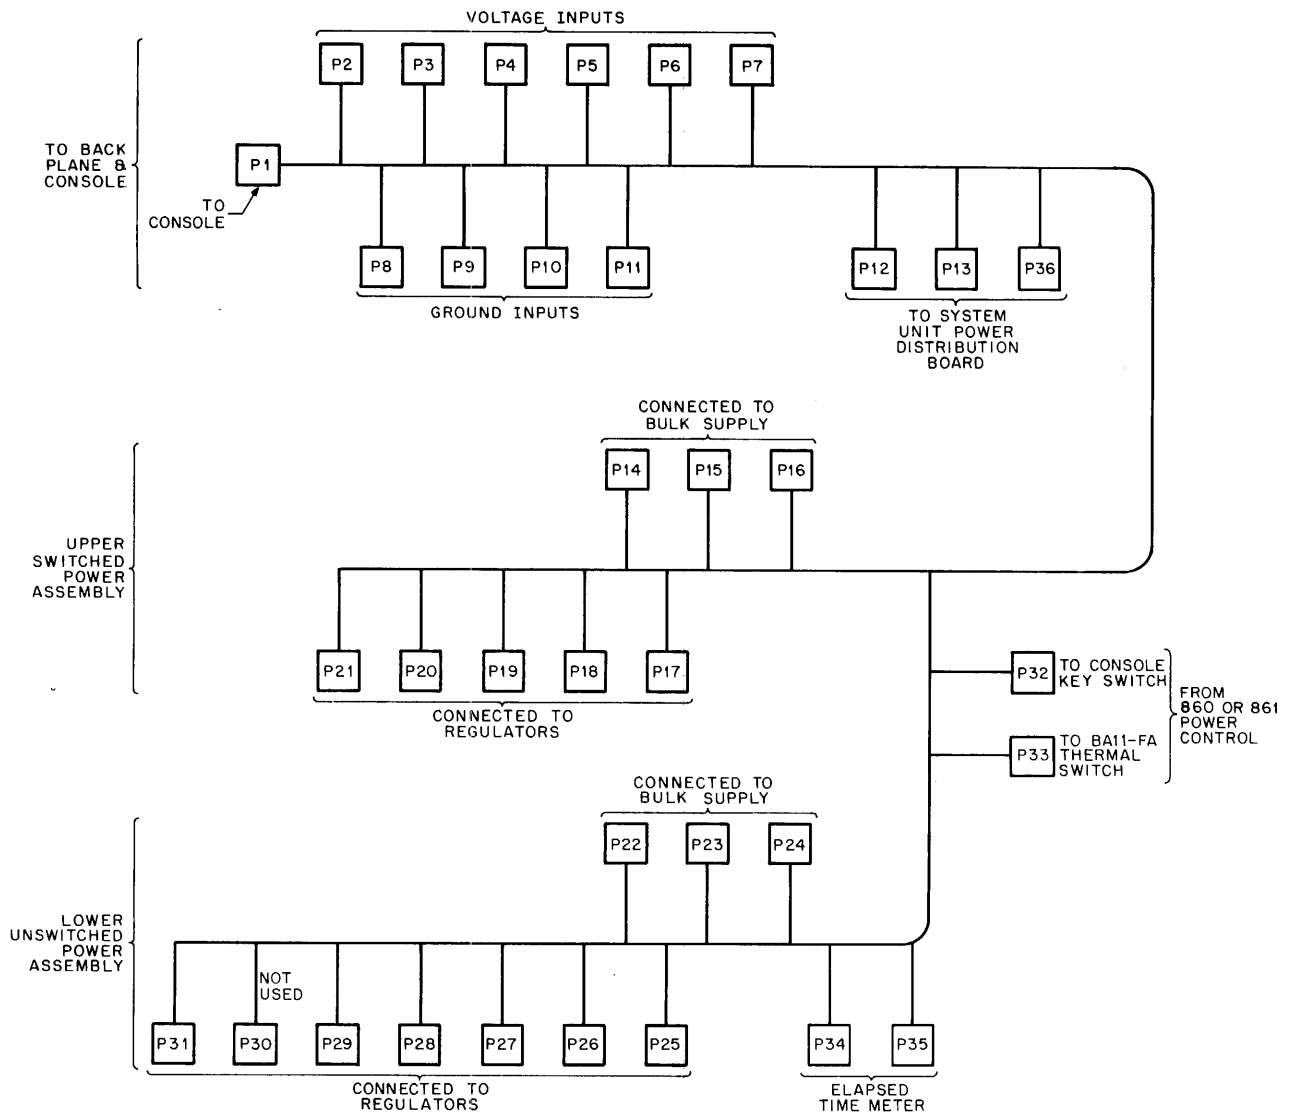 VOLTAGE INPUTS
P2 P3 P4 P5 P6 P7
TO BACK
PLANE &
CONSOLE
P1
TO
CONSOLE
P8 P9 P10 P11
GROUND INPUTS
P12 P13 P36
TO SYSTEM
UNIT POWER
DISTRIBUTION
BOARD
CONNECTED TO
BULK SUPPLY
P14 P15 P16
UPPER
SWITCHED
POWER
ASSEMBLY
P21 P20 P19 P18 P17
CONNECTED TO
REGULATORS
P32
TO CONSOLE
KEY SWITCH
P33
TO BA11-FA
THERMAL
SWITCH
FROM
860 OR 861
POWER
CONTROL
CONNECTED TO
BULK SUPPLY
P22 P23 P24
LOWER
UNSWITCHED
POWER
ASSEMBLY
NOT
USED
P31 P30 P29 P28 P27 P26 P25
CONNECTED TO
REGULATORS
P34 P35
ELAPSED
TIME METER